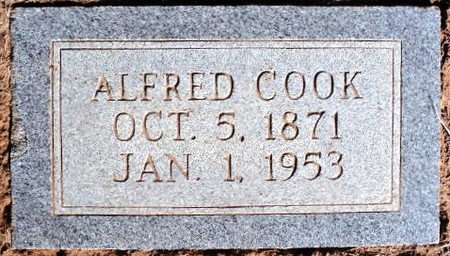 ALFRED COOK
OCT. 5, 1871
JAN. 1, 1953